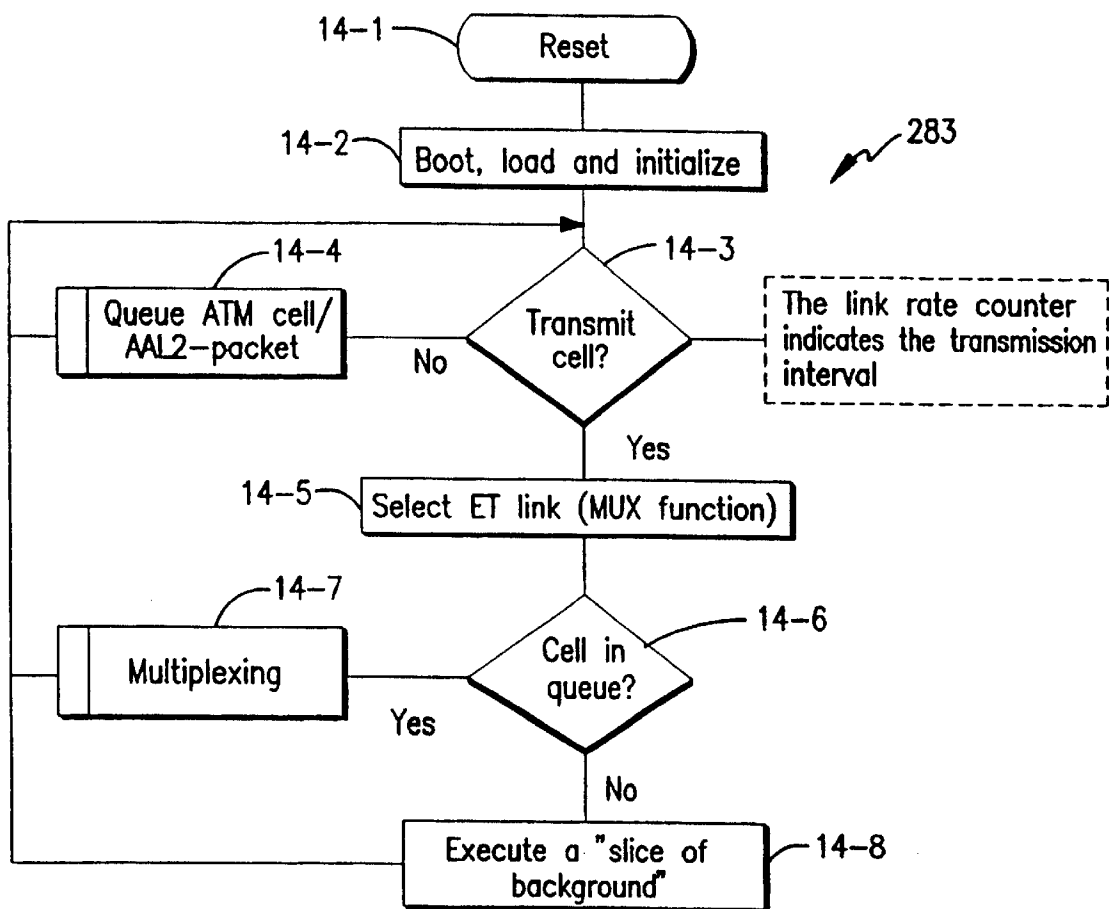 14-1
Reset
14-2
Boot, load and initialize
283
14-3
14-4
Queue ATM cell/
AAL2-packet
No
Transmit
cell?
The link rate counter
indicates the transmission
interval
Yes
14-5
Select ET link (MUX function)
14-7
14-6
Multiplexing
Yes
Cell in
queue?
No
Execute a "slice of
background"
14-8